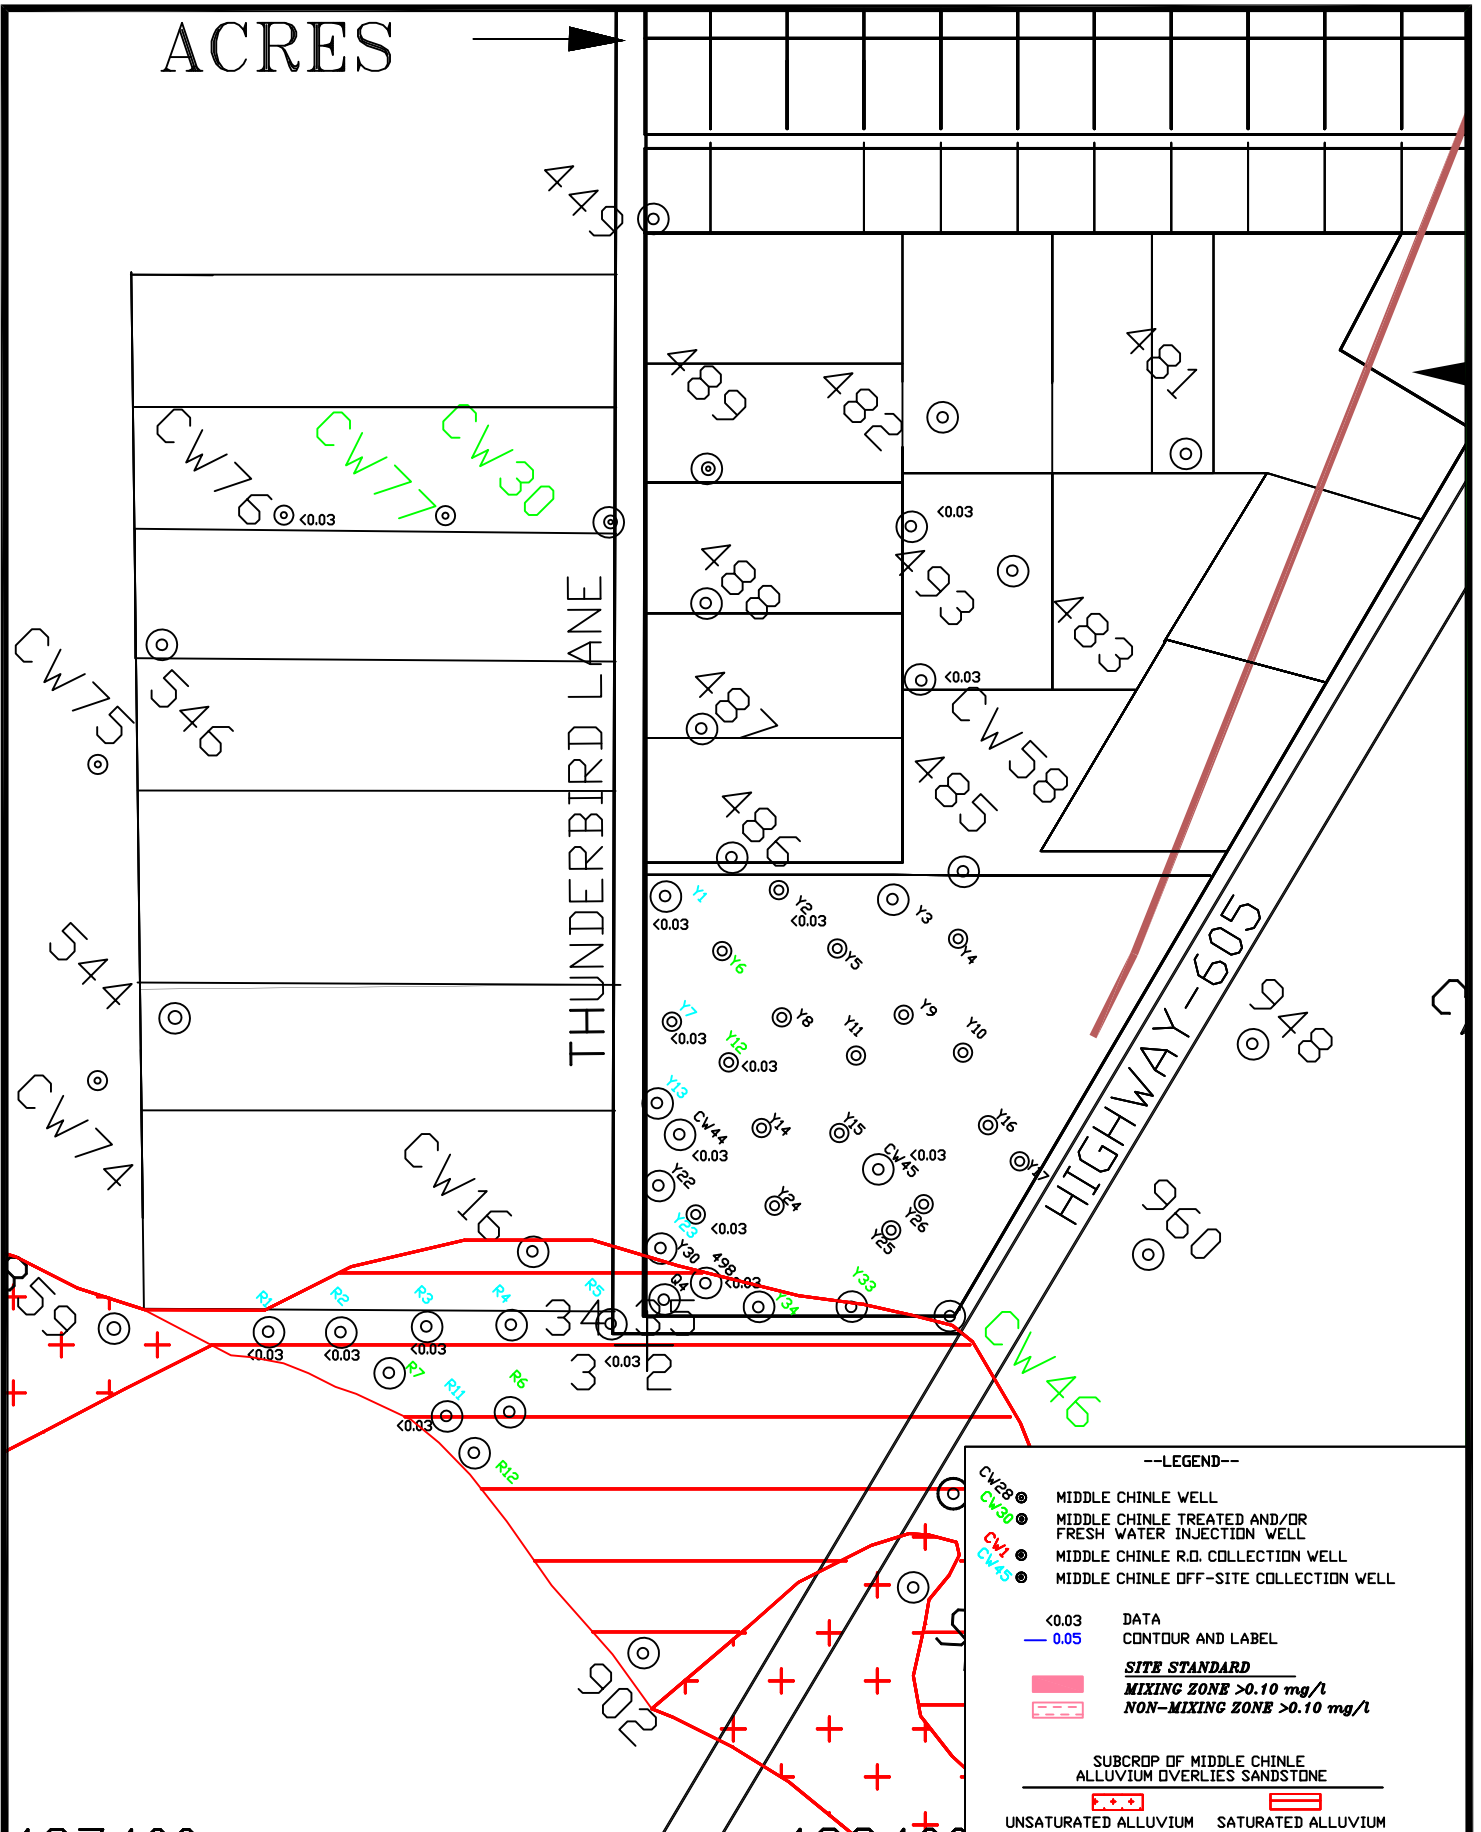 ACRES
449
489
482
481
CW76
<0.03
CW77
CW30
<0.03
488
493
483
CW75
546
THUNDERBIRD LANE
487
<0.03
CW58
485
486
Y1
<0.03
Y2
<0.03
Y3
Y4
Y5
Y6
544
948
HIGHWAY-605
Y7
<0.03
Y8
Y9
Y10
Y11
Y12
<0.03
CW74
Y13
CW44
<0.03
Y14
Y15
Y16
Y17
CW45
<0.03
CW16
Y22
Y23
<0.03
Y24
Y25
Y26
960
Y30
498
<0.03
Q4
Y33
Y34
859
R1
<0.03
R2
<0.03
R3
<0.03
R4
R5
<0.03
34
35
3
2
CW46
R7
R11
<0.03
R6
R12
902
--LEGEND--
CW28 MIDDLE CHINLE WELL
CW30 MIDDLE CHINLE TREATED AND/OR
FRESH WATER INJECTION WELL
CW1 MIDDLE CHINLE R.O. COLLECTION WELL
CW45 MIDDLE CHINLE OFF-SITE COLLECTION WELL
<0.03 DATA
0.05 CONTOUR AND LABEL
SITE STANDARD
MIXING ZONE >0.10 mg/l
NON-MIXING ZONE >0.10 mg/l
SUBCROP OF MIDDLE CHINLE
ALLUVIUM OVERLIES SANDSTONE
UNSATURATED ALLUVIUM SATURATED ALLUVIUM